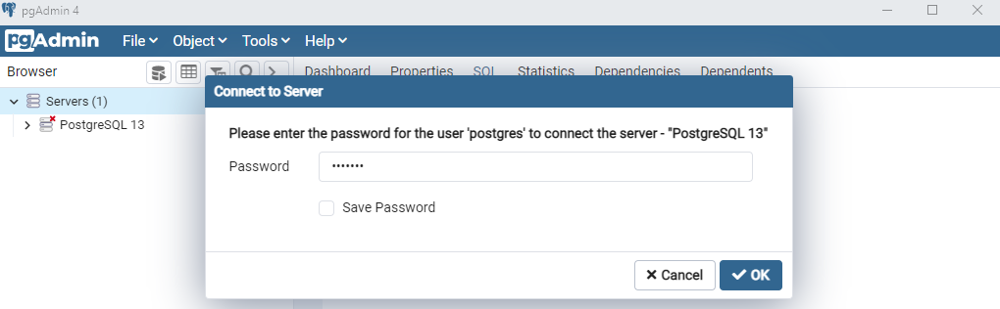 pgAdmin 4
pgAdmin File Object Tools Help
Browser Dashboard Properties SQL Statistics Dependencies Dependents
Connect to Server
Servers (1)
PostgreSQL 13
Please enter the password for the user 'postgres' to connect the server - "PostgreSQL 13"
Password •••••••
Save Password
Cancel OK